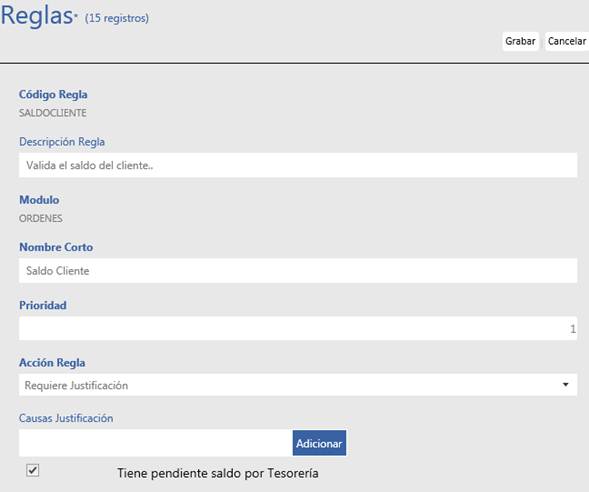 Reglas* (15 registros)
Grabar Cancelar
Código Regla
SALDOCLIENTE
Descripción Regla
Valida el saldo del cliente..
Modulo
ORDENES
Nombre Corto
Saldo Cliente
Prioridad
1
Acción Regla
Requiere Justificación
Causas Justificación
Adicionar
Tiene pendiente saldo por Tesorería